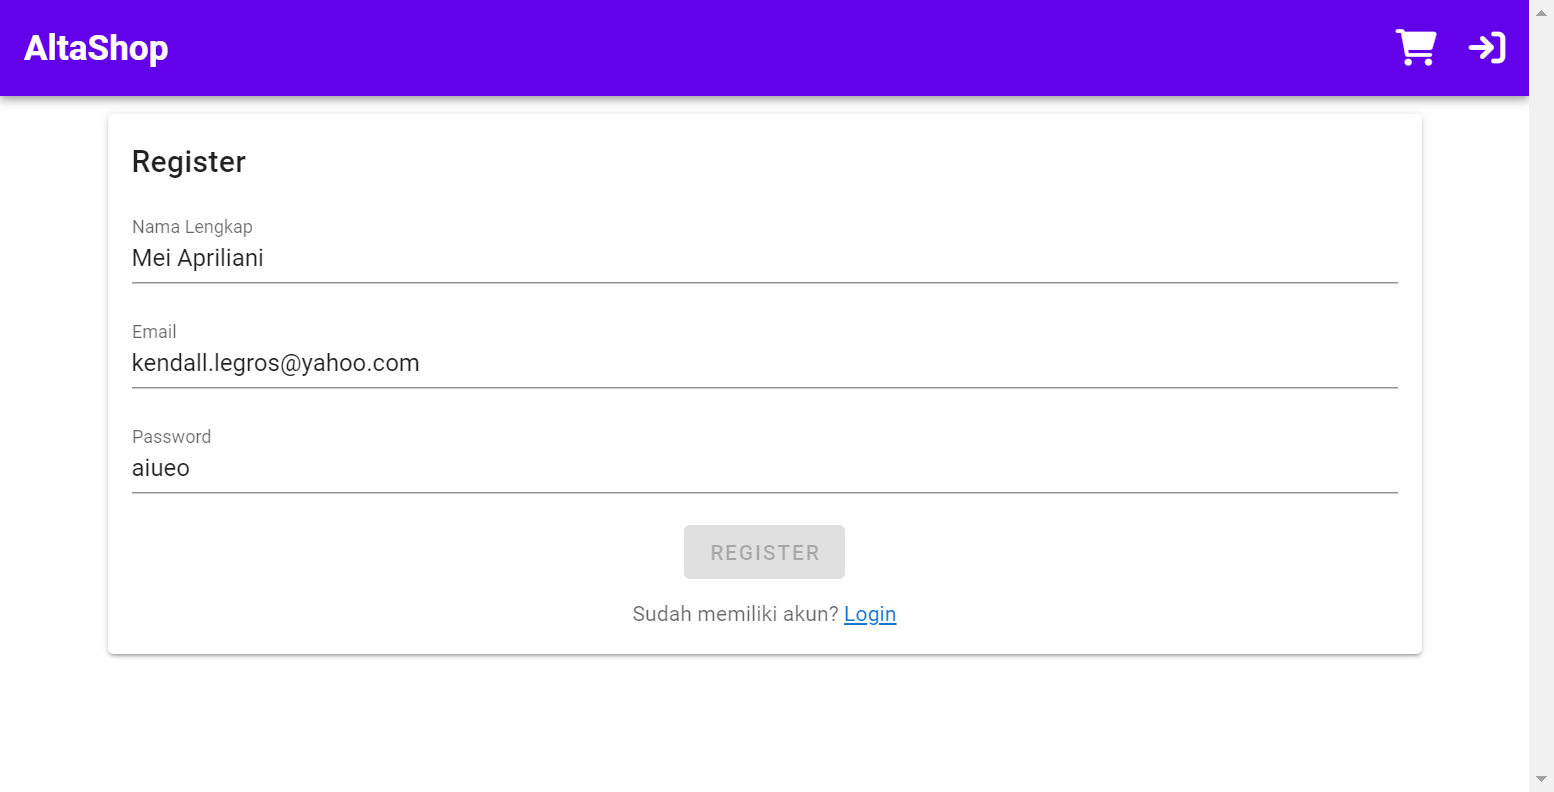 AltaShop
Register
Nama Lengkap
Mei Apriliani
Email
kendall.legros@yahoo.com
Password
aiueo
REGISTER
Sudah memiliki akun? Login